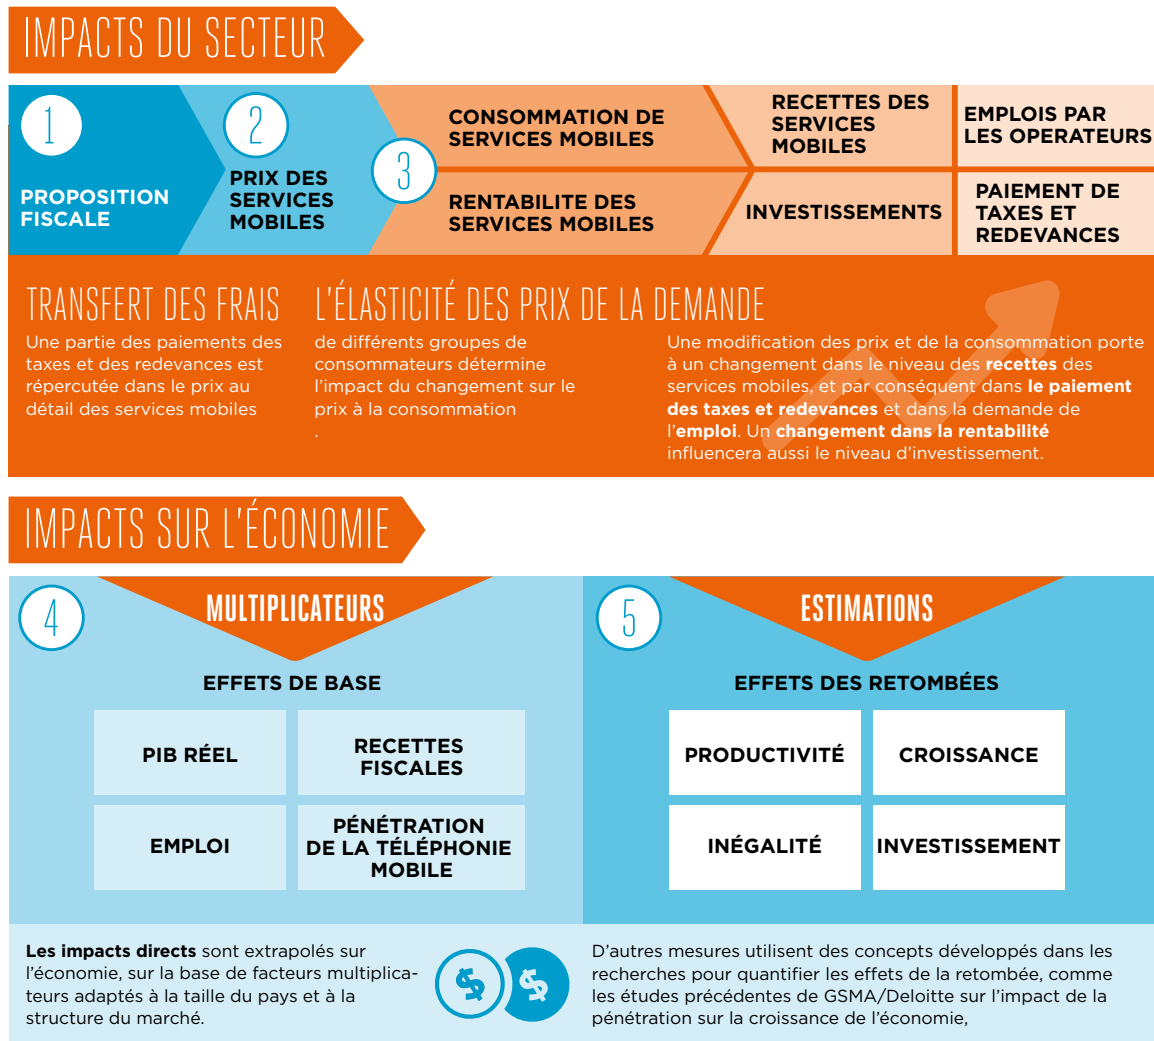 IMPACTS DU SECTEUR
1
PROPOSITION
FISCALE
2
PRIX DES
SERVICES
MOBILES
3
CONSOMMATION DE
SERVICES MOBILES
RENTABILITE DES
SERVICES MOBILES
RECETTES DES
SERVICES
MOBILES
INVESTISSEMENTS
EMPLOIS PAR
LES OPERATEURS
PAIEMENT DE
TAXES ET
REDEVANCES
TRANSFERT DES FRAIS
Une partie des paiements des
taxes et des redevances est
répercutée dans le prix au
détail des services mobiles
L'ÉLASTICITÉ DES PRIX DE LA DEMANDE
de différents groupes de
consommateurs détermine
l'impact du changement sur le
prix à la consommation
.
Une modification des prix et de la consommation porte
à un changement dans le niveau des recettes des
services mobiles, et par conséquent dans le paiement
des taxes et redevances et dans la demande de
l'emploi. Un changement dans la rentabilité
influencera aussi le niveau d'investissement.
IMPACTS SUR L'ÉCONOMIE
4
MULTIPLICATEURS
EFFETS DE BASE
PIB RÉEL
RECETTES
FISCALES
EMPLOI
PÉNÉTRATION
DE LA TÉLÉPHONIE
MOBILE
Les impacts directs sont extrapolés sur
l'économie, sur la base de facteurs multiplica-
teurs adaptés à la taille du pays et à la
structure du marché.
$ $
5
ESTIMATIONS
EFFETS DES RETOMBÉES
PRODUCTIVITÉ
CROISSANCE
INÉGALITÉ
INVESTISSEMENT
D'autres mesures utilisent des concepts développés dans les
recherches pour quantifier les effets de la retombée, comme
les études précédentes de GSMA/Deloitte sur l'impact de la
pénétration sur la croissance de l'économie,